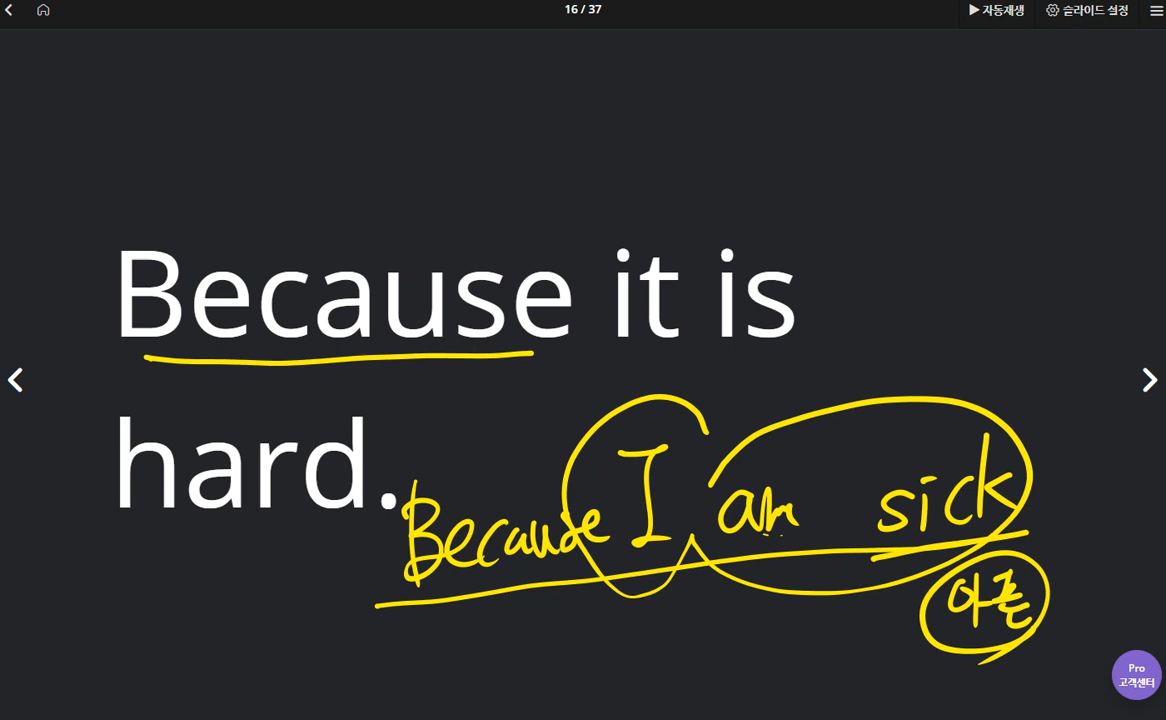 16 / 37
자동재생
슬라이드 설정
Because it is
hard.
Because I am sick
아픈
Pro
고객센터